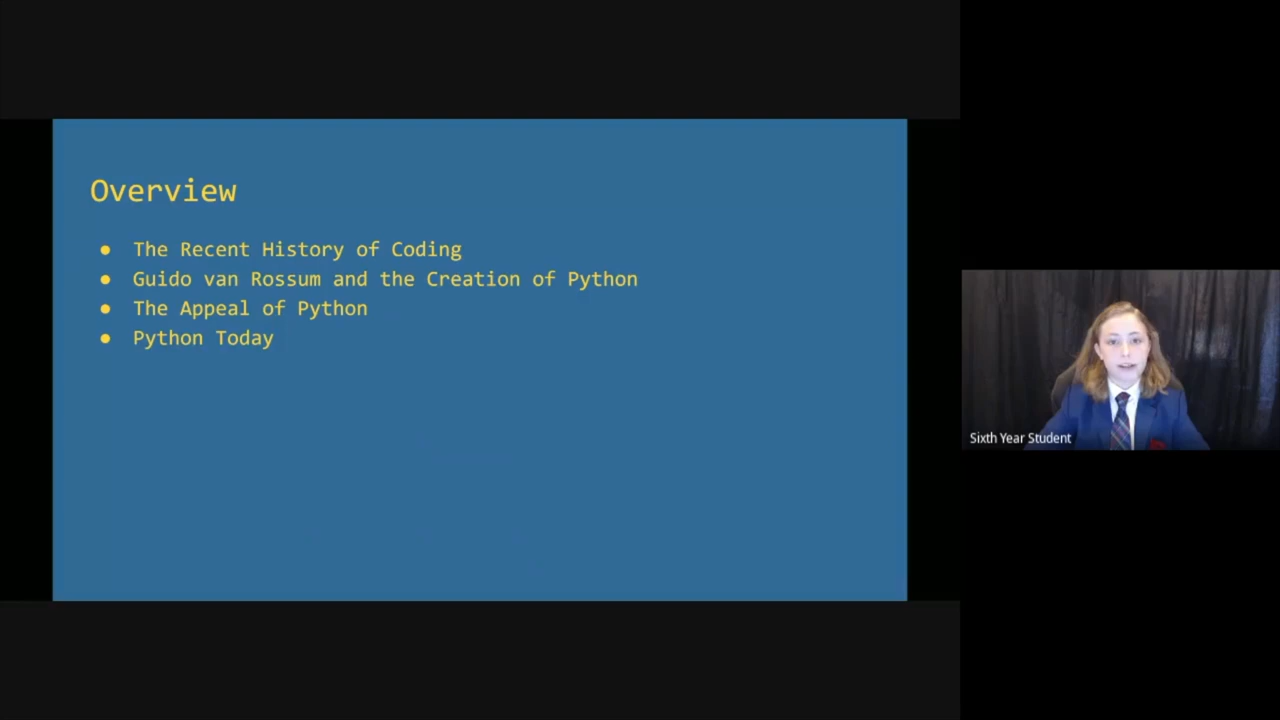 Overview
● The Recent History of Coding
● Guido van Rossum and the Creation of Python
● The Appeal of Python
● Python Today
Sixth Year Student